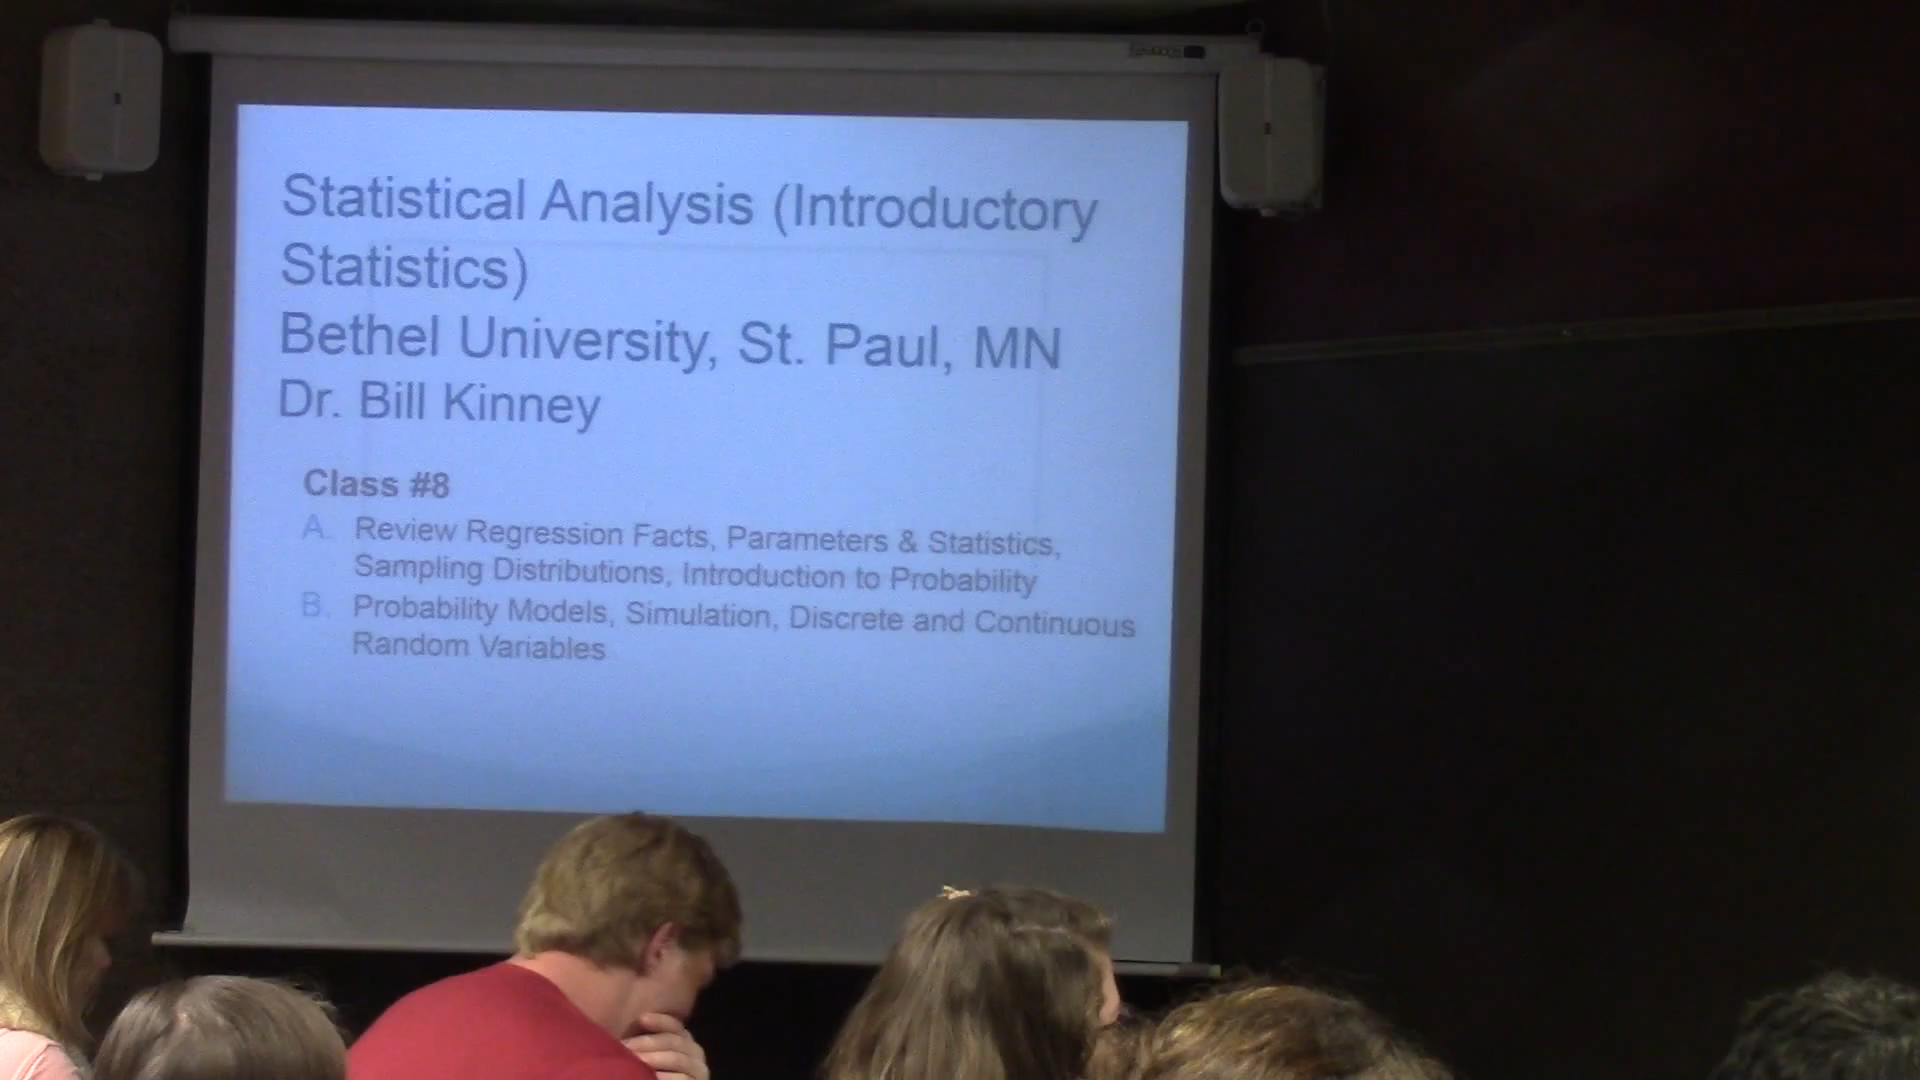 Statistical Analysis (Introductory
Statistics)
Bethel University, St. Paul, MN
Dr. Bill Kinney
Class #8
A. Review Regression Facts, Parameters & Statistics,
Sampling Distributions, Introduction to Probability
B. Probability Models, Simulation, Discrete and Continuous
Random Variables